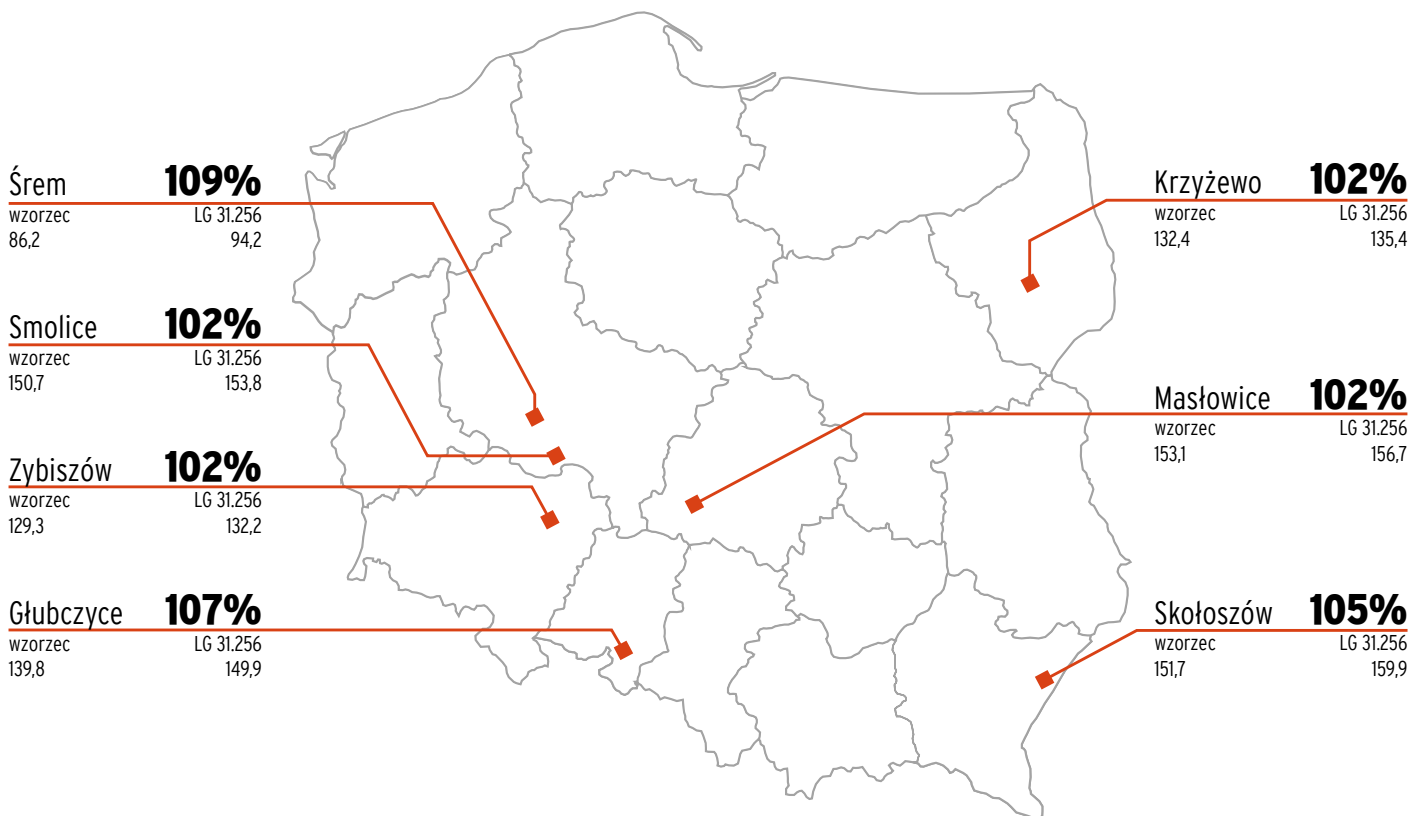 Śrem 109%
wzorzec LG 31.256
86,2 94,2
Smolice 102%
wzorzec LG 31.256
150,7 153,8
Zybiszów 102%
wzorzec LG 31.256
129,3 132,2
Głubczyce 107%
wzorzec LG 31.256
139,8 149,9
Krzyżewo 102%
wzorzec LG 31.256
132,4 135,4
Masłowice 102%
wzorzec LG 31.256
153,1 156,7
Skołoszów 105%
wzorzec LG 31.256
151,7 159,9